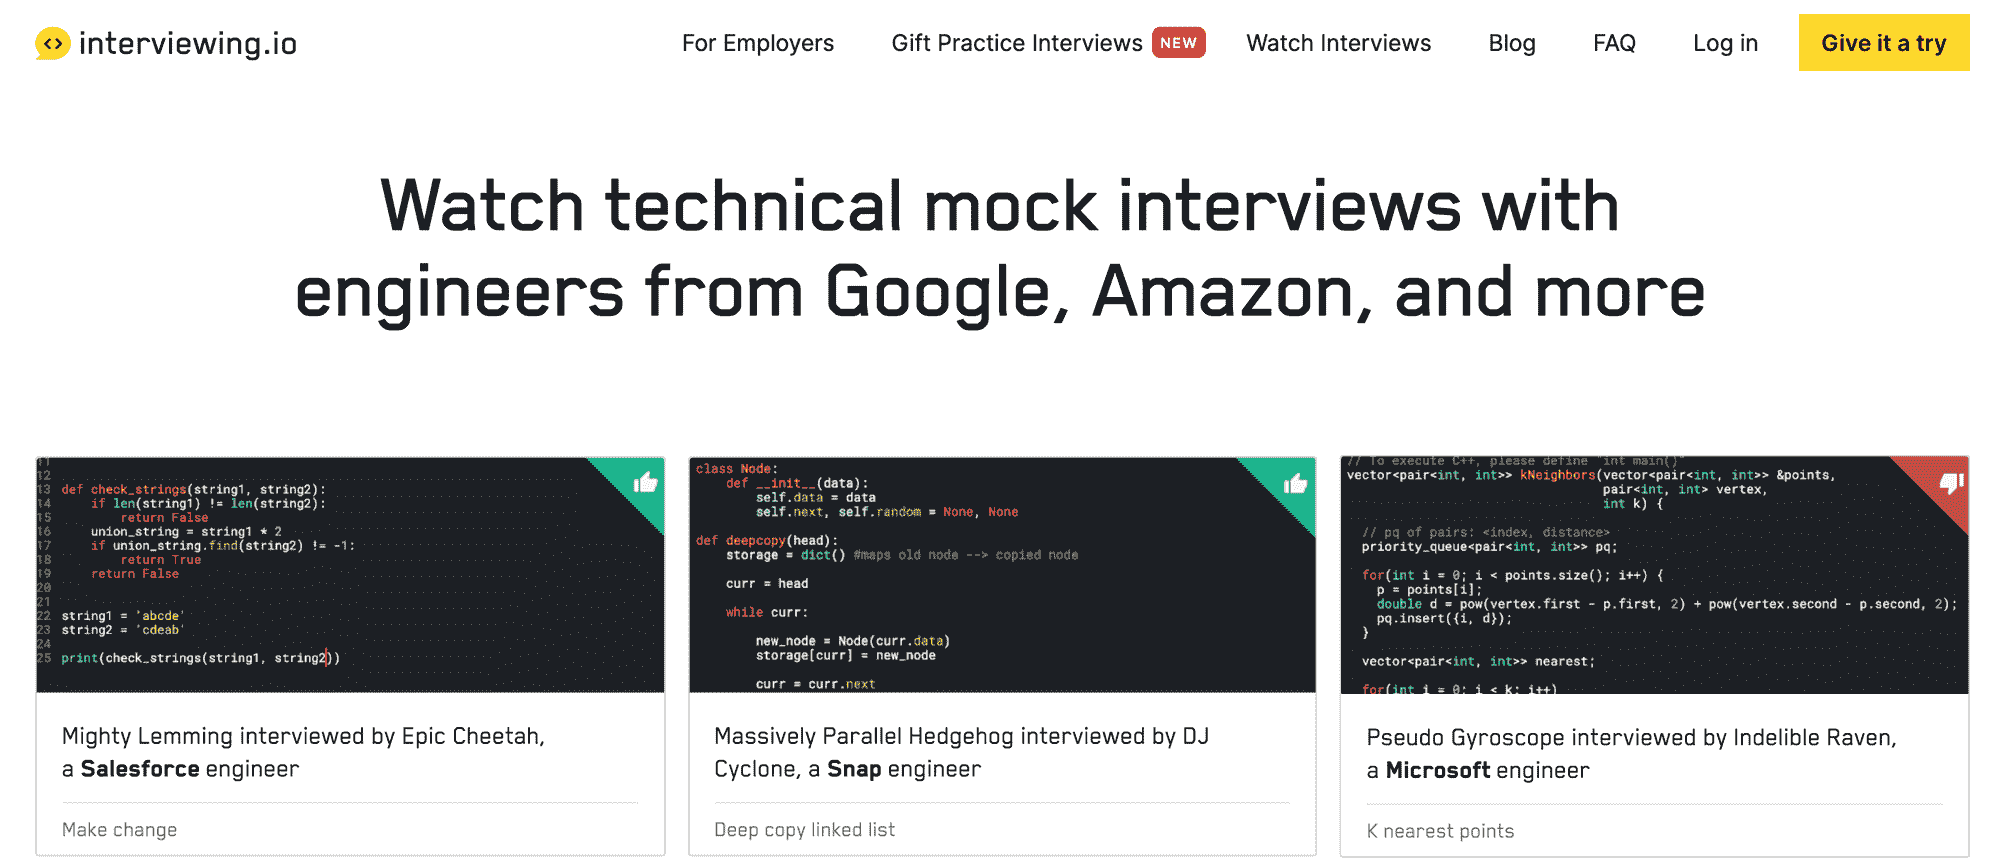 <> interviewing.io
For Employers
Gift Practice Interviews NEW
Watch Interviews
Blog
FAQ
Log in
Give it a try
Watch technical mock interviews with
engineers from Google, Amazon, and more
11
12
13 def check_strings(string1, string2):
14     if len(string1) != len(string2):
15         return False
16     union_string = string1 * 2
17     if union_string.find(string2) != -1:
18         return True
19     return False
20
21
22 string1 = 'abcde'
23 string2 = 'cdeab'
24
25 print(check_strings(string1, string2))
Mighty Lemming interviewed by Epic Cheetah,
a Salesforce engineer
Make change
class Node:
    def __init__(data):
        self.data = data
        self.next, self.random = None, None
def deepcopy(head):
    storage = dict() #maps old node --> copied node
    curr = head
    while curr:
        new_node = Node(curr.data)
        storage[curr] = new_node
        curr = curr.next
Massively Parallel Hedgehog interviewed by DJ
Cyclone, a Snap engineer
Deep copy linked list
// To execute C++, please define "int main()"
vector<pair<int, int>> kNeighbors(vector<pair<int, int>> &points,
pair<int, int> vertex,
int k) {
// pq of pairs: <index, distance>
priority_queue<pair<int, int>> pq;
for(int i = 0; i < points.size(); i++) {
p = points[i];
double d = pow(vertex.first - p.first, 2) + pow(vertex.second - p.second, 2);
pq.insert({i, d});
}
vector<pair<int, int>> nearest;
for(int i = 0; i < k; i++)
Pseudo Gyroscope interviewed by Indelible Raven,
a Microsoft engineer
K nearest points